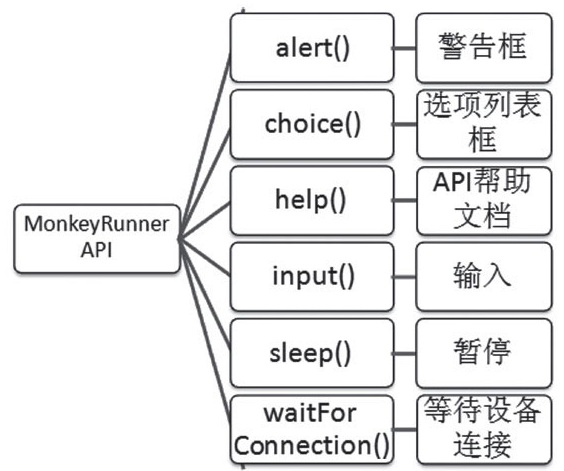 MonkeyRunner
API
alert()
警告框
choice()
选项列表
框
help()
API帮助
文档
input()
输入
sleep()
暂停
waitFor
Connection()
等待设备
连接